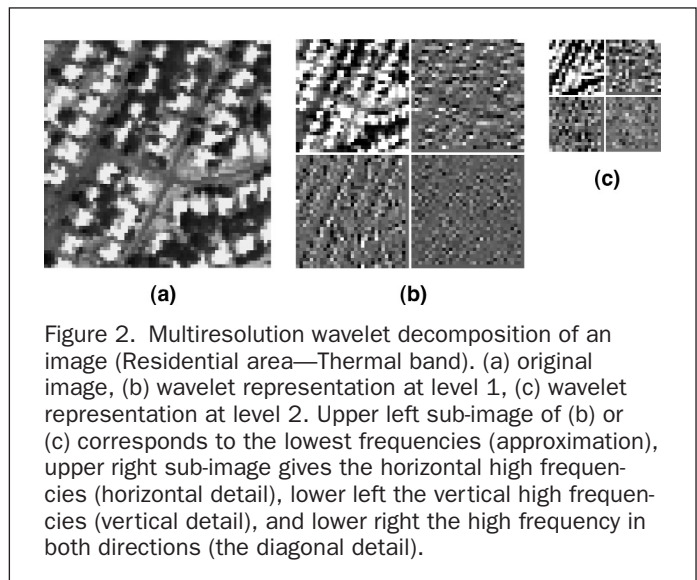 (a)
(b)
(c)
Figure 2. Multiresolution wavelet decomposition of an
image (Residential area—Thermal band). (a) original
image, (b) wavelet representation at level 1, (c) wavelet
representation at level 2. Upper left sub-image of (b) or
(c) corresponds to the lowest frequencies (approximation),
upper right sub-image gives the horizontal high frequen-
cies (horizontal detail), lower left the vertical high frequen-
cies (vertical detail), and lower right the high frequency in
both directions (the diagonal detail).